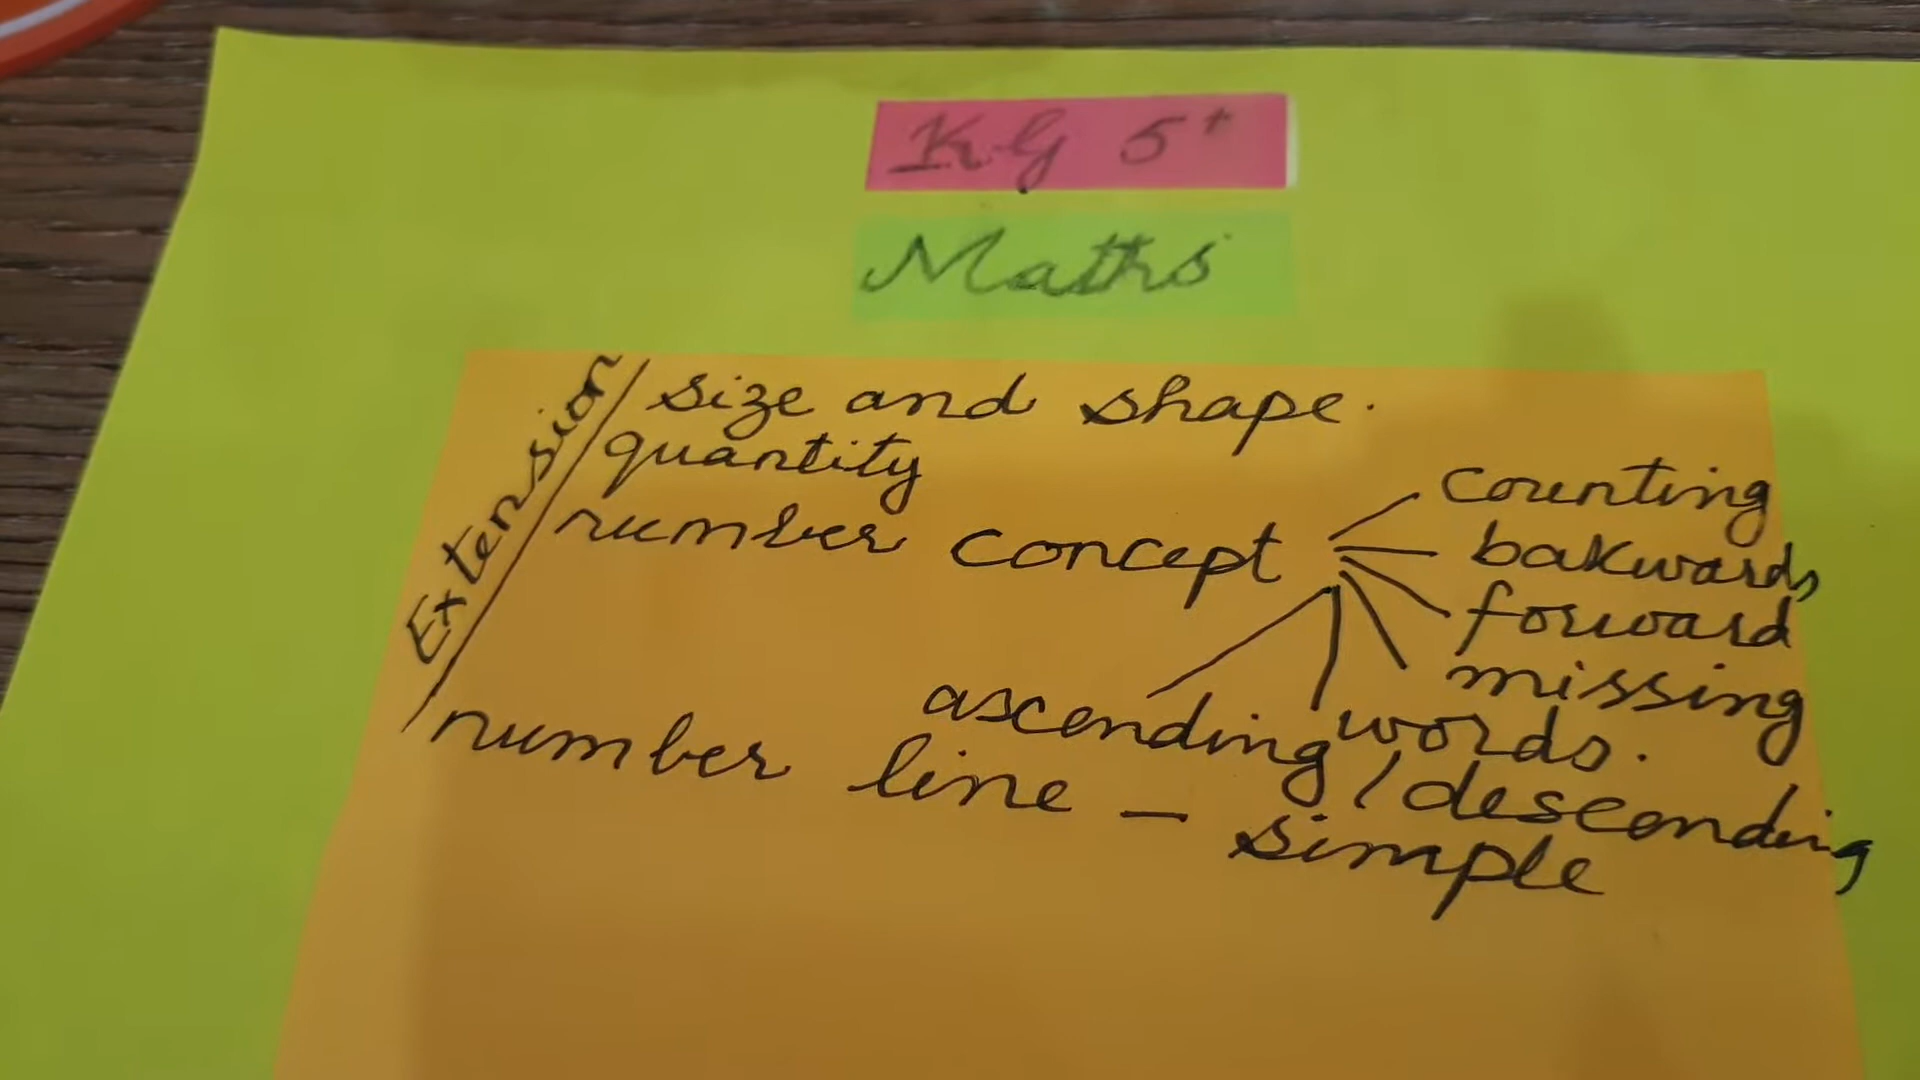 K.G 5+
Maths
Extension
size and shape.
quantity
number concept
counting
bakwards,
forward
missing
words.
ascending / descending
number line - simple